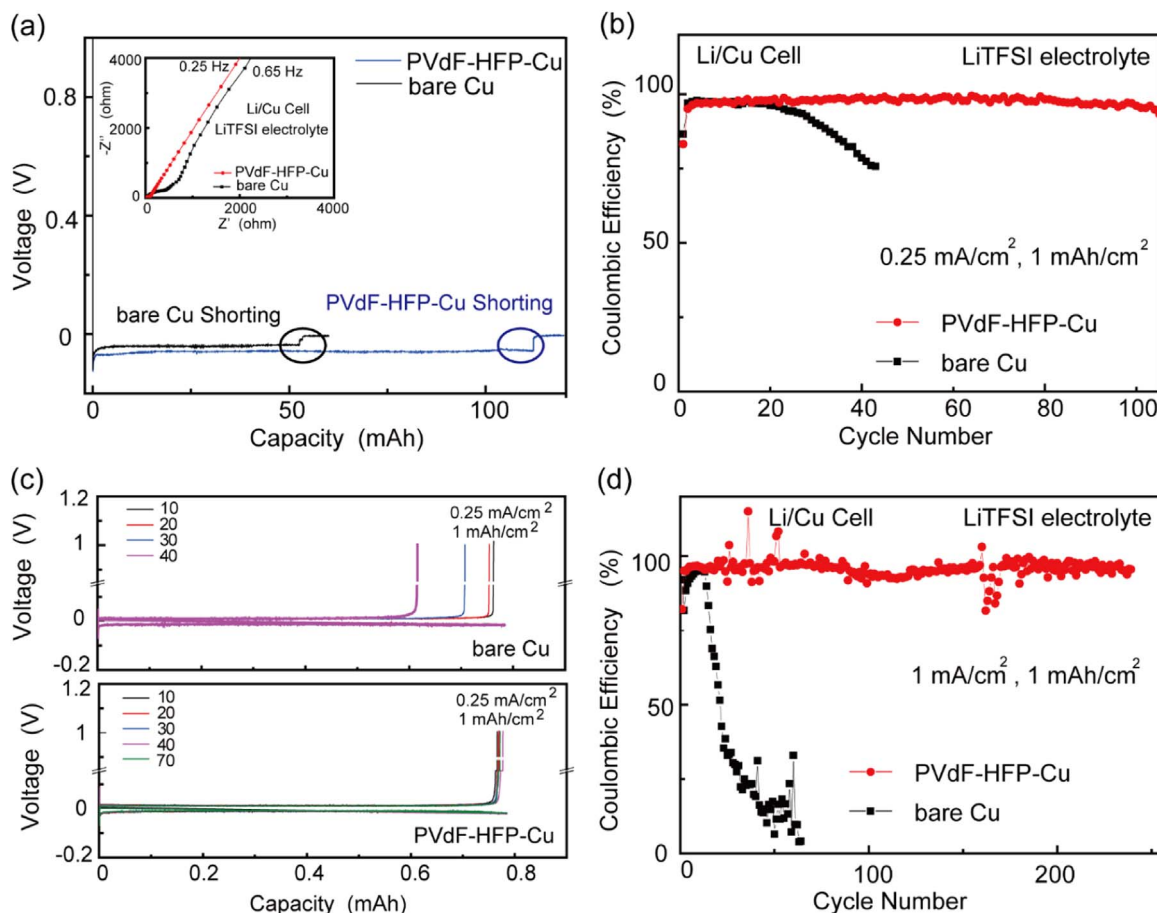 (a)
Voltage (V)
0.8
0.4
0
0
50
100
Capacity (mAh)
PVdF-HFP-Cu
bare Cu
bare Cu Shorting
PVdF-HFP-Cu Shorting
-Z'' (ohm)
4000
2000
0
0
2000
4000
Z' (ohm)
0.25 Hz
0.65 Hz
Li/Cu Cell
LiTFSI electrolyte
PVdF-HFP-Cu
bare Cu
(b)
Coulombic Efficiency (%)
100
50
0
0
20
40
60
80
100
Cycle Number
Li/Cu Cell
LiTFSI electrolyte
0.25 mA/cm², 1 mAh/cm²
PVdF-HFP-Cu
bare Cu
(c)
Voltage (V)
1.2
1
0
-0.2
10
20
30
40
0.25 mA/cm²
1 mAh/cm²
bare Cu
Voltage (V)
1.2
1
0
-0.2
10
20
30
40
70
0.25 mA/cm²
1 mAh/cm²
PVdF-HFP-Cu
0.0
0.2
0.4
0.6
0.8
Capacity (mAh)
(d)
Coulombic Efficiency (%)
100
50
0
0
100
200
Cycle Number
Li/Cu Cell
LiTFSI electrolyte
1 mA/cm² , 1 mAh/cm²
PVdF-HFP-Cu
bare Cu